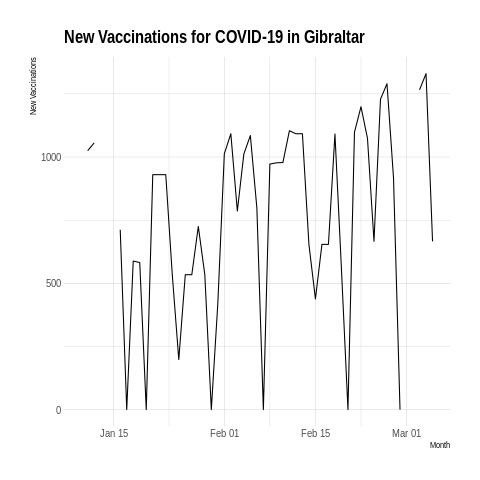 New Vaccinations for COVID-19 in Gibraltar
New Vaccinations
1000
500
0
Jan 15 Feb 01 Feb 15 Mar 01
Month